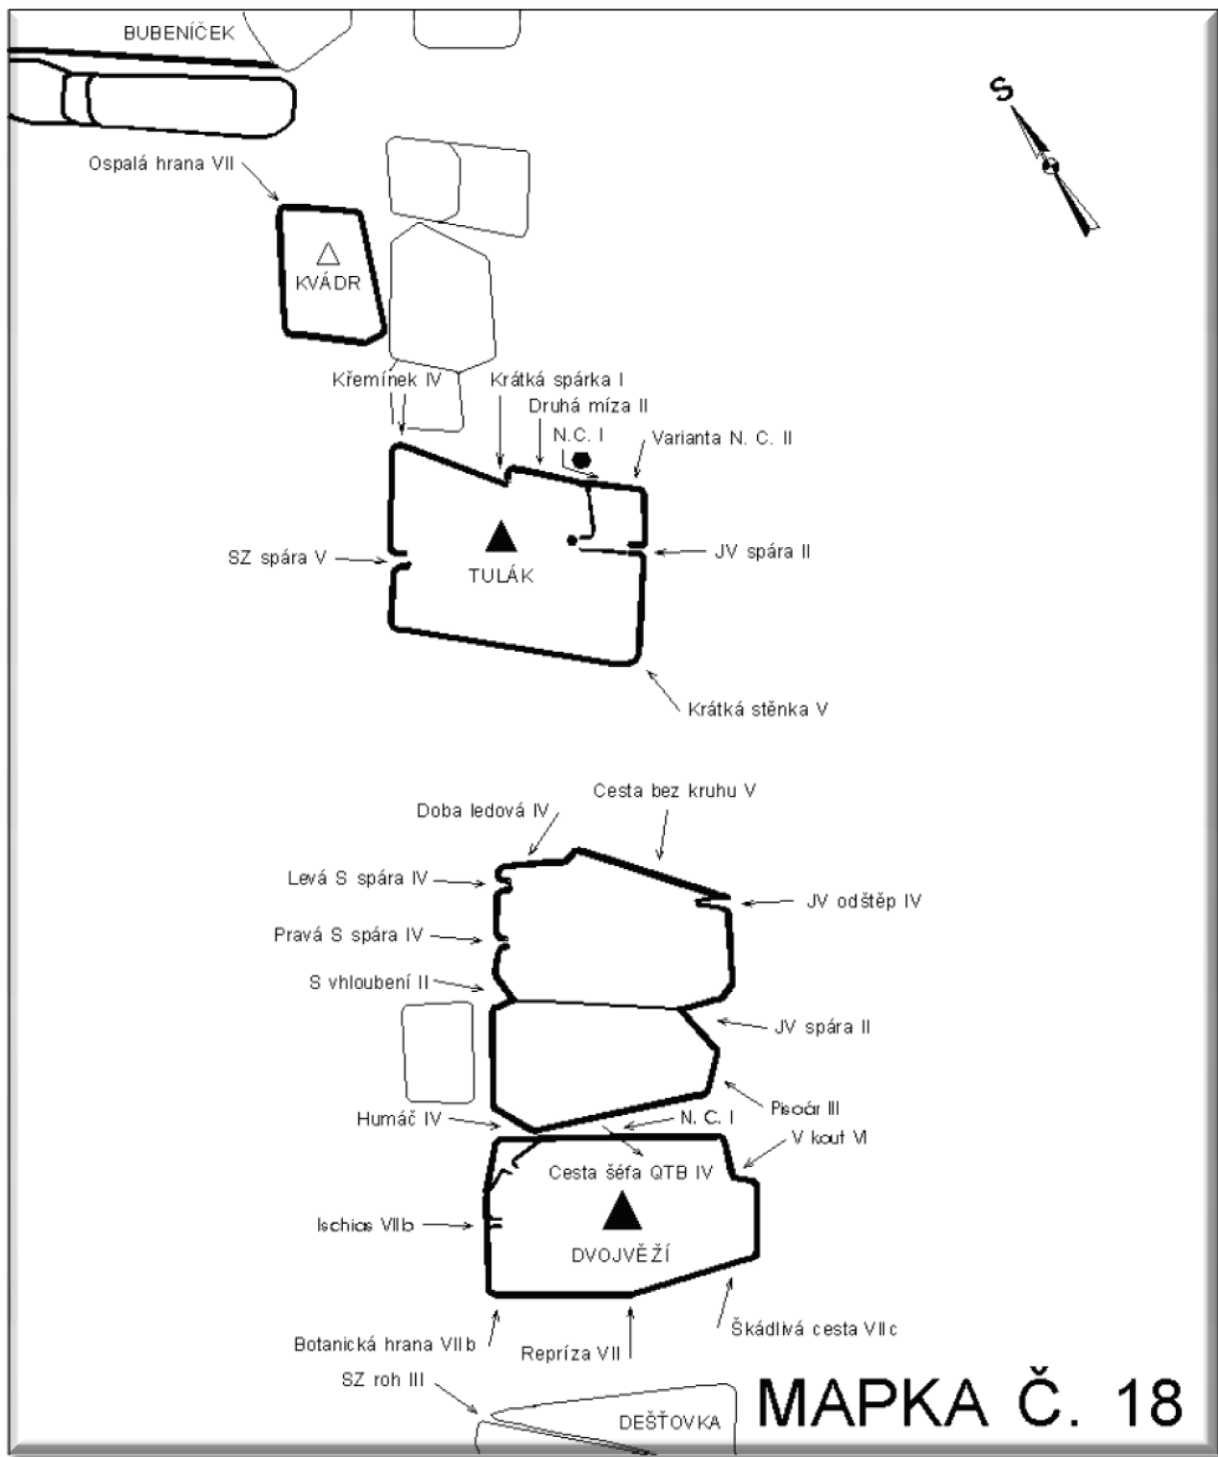 BUBENÍČEK
S
Ospalá hrana VII
KVÁDR
Křemínek IV
Krátká spárka I
Druhá míza II
N.C. I
Varianta N. C. II
SZ spára V
JV spára II
TULÁK
Krátká stěnka V
Cesta bez kruhu V
Doba ledová IV
Levá S spára IV
JV odštěp IV
Pravá S spára IV
S vhloubení II
JV spára II
Pisoár III
Humáč IV
N. C. I
V kout VI
Cesta šéfa QTB IV
Ischias VIIb
DVOJVĚŽÍ
Škádlivá cesta VIIc
Botanická hrana VIIb
Repríza VII
SZ roh III
DEŠŤOVKA
MAPKA Č. 18